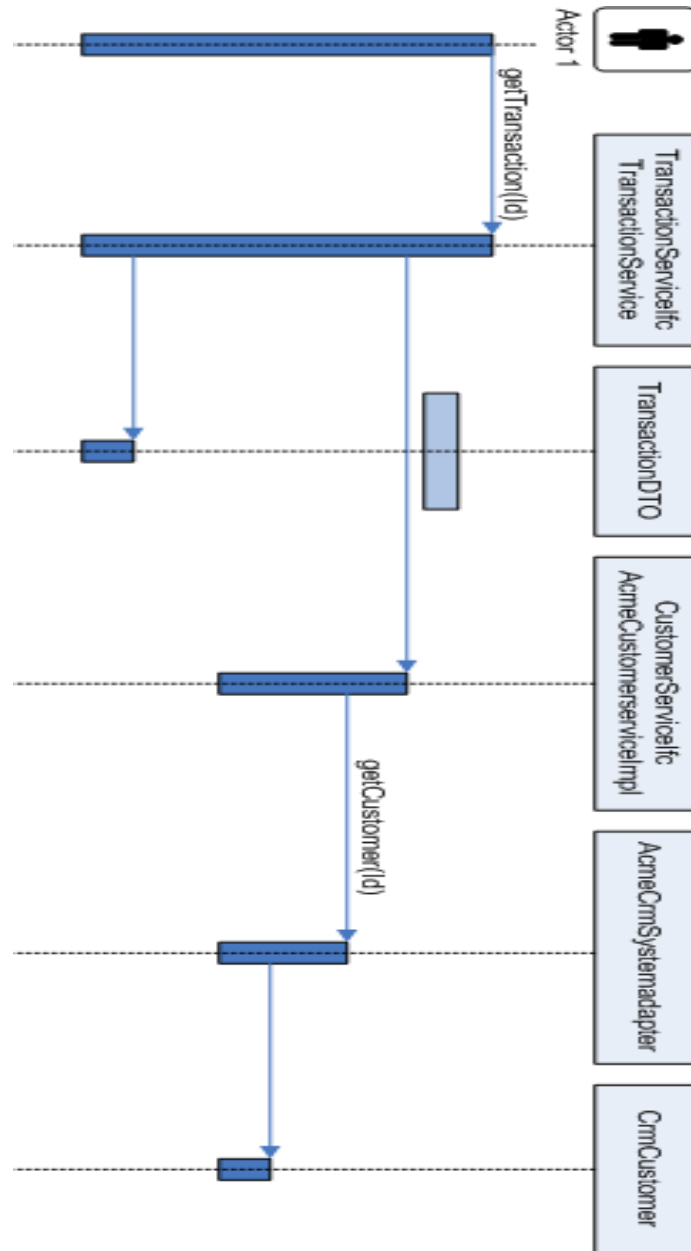 Actor 1
TransactionServiceIfc
TransactionService
TransactionDTO
CustomerServiceIfc
AcmeCustomerserviceImpl
AcmeCrmSystemadapter
CrmCustomer
getTransaction(Id)
getCustomer(Id)